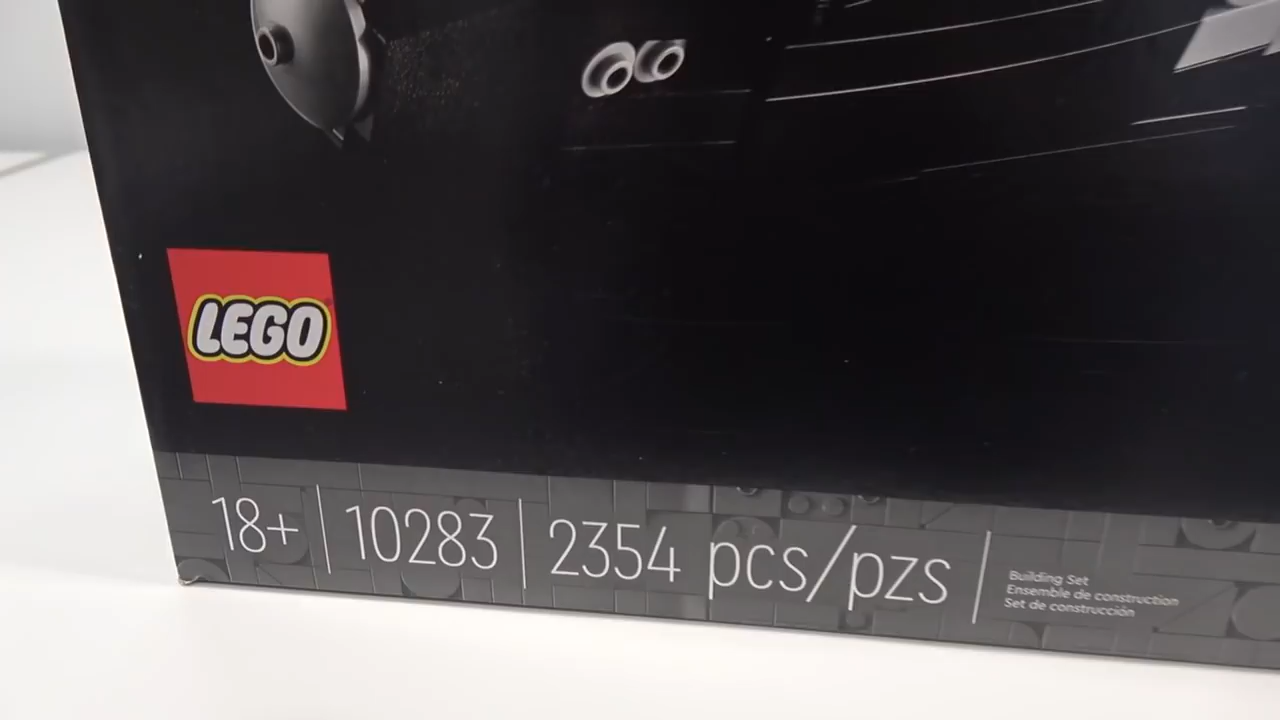 LEGO
18+ | 10283 | 2354 pcs/pzs
Building Set
Ensemble de construction
Set de construcción